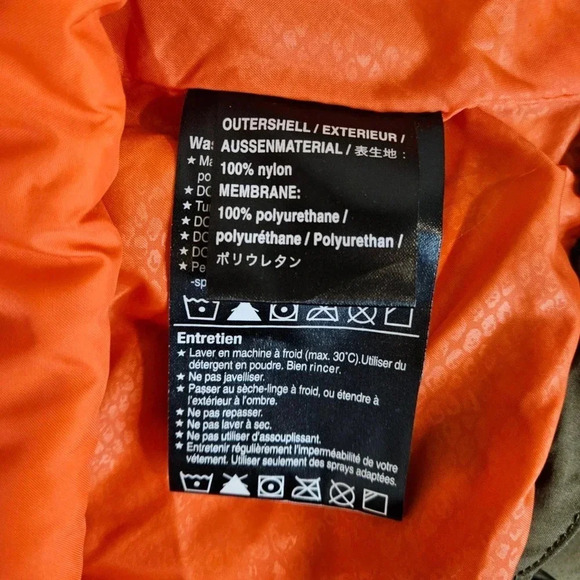 OUTERSHELL / EXTERIEUR /
AUSSENMATERIAL / 表生地 :
100% nylon
MEMBRANE:
100% polyurethane /
polyuréthane / Polyurethan /
ポリウレタン
Entretien
★ Laver en machine à froid (max. 30°C).Utiliser du
détergent en poudre. Bien rincer.
★ Ne pas javelliser.
★ Passer au sèche-linge à froid, ou étendre à
l'extérieur à l'ombre.
★ Ne pas repasser.
★ Ne pas laver à sec.
★ Ne pas utiliser d'assouplissant.
★ Entretenir régulièrement l'imperméabilité de votre
vêtement. Utiliser seulement des sprays adaptées.